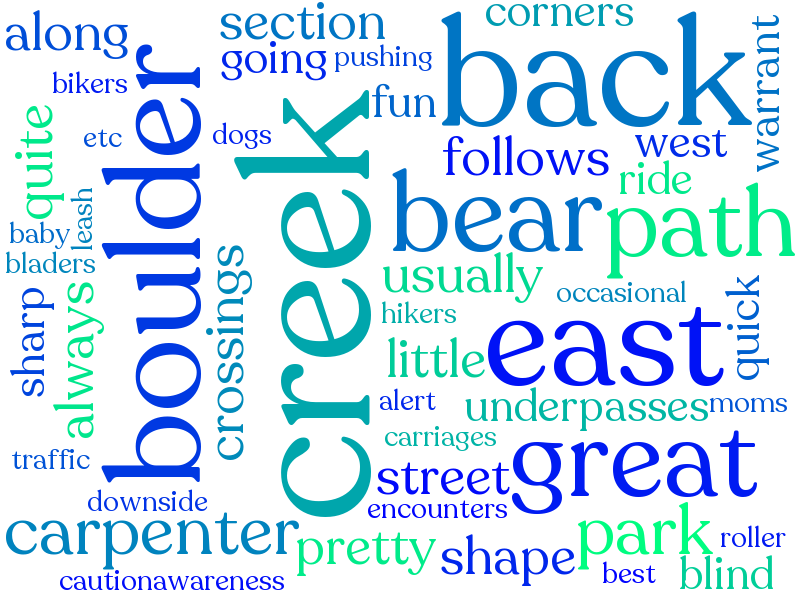 along
section
corners
going
pushing
back
warrant
bikers
boulder
fun
etc
dogs
quite
creek
follows
west
leash
ride
bear
path
baby
bladers
crossings
usually
occasional
quick
sharp
always
hikers
east
little
alert
underpasses
moms
carriages
traffic
street
great
downside
encounters
carpenter
pretty
shape
park
roller
cautionawareness
best
blind